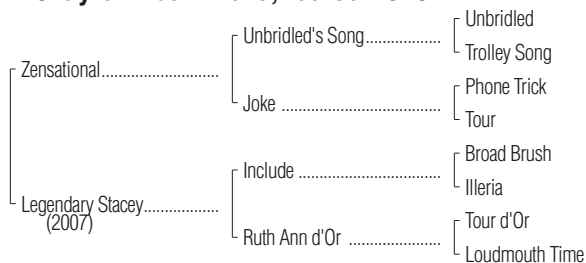 Unbridled
Unbridled's Song
Trolley Song
Zensational
Phone Trick
Joke
Tour
Broad Brush
Include
Illeria
Legendary Stacey
(2007)
Tour d'Or
Ruth Ann d'Or
Loudmouth Time